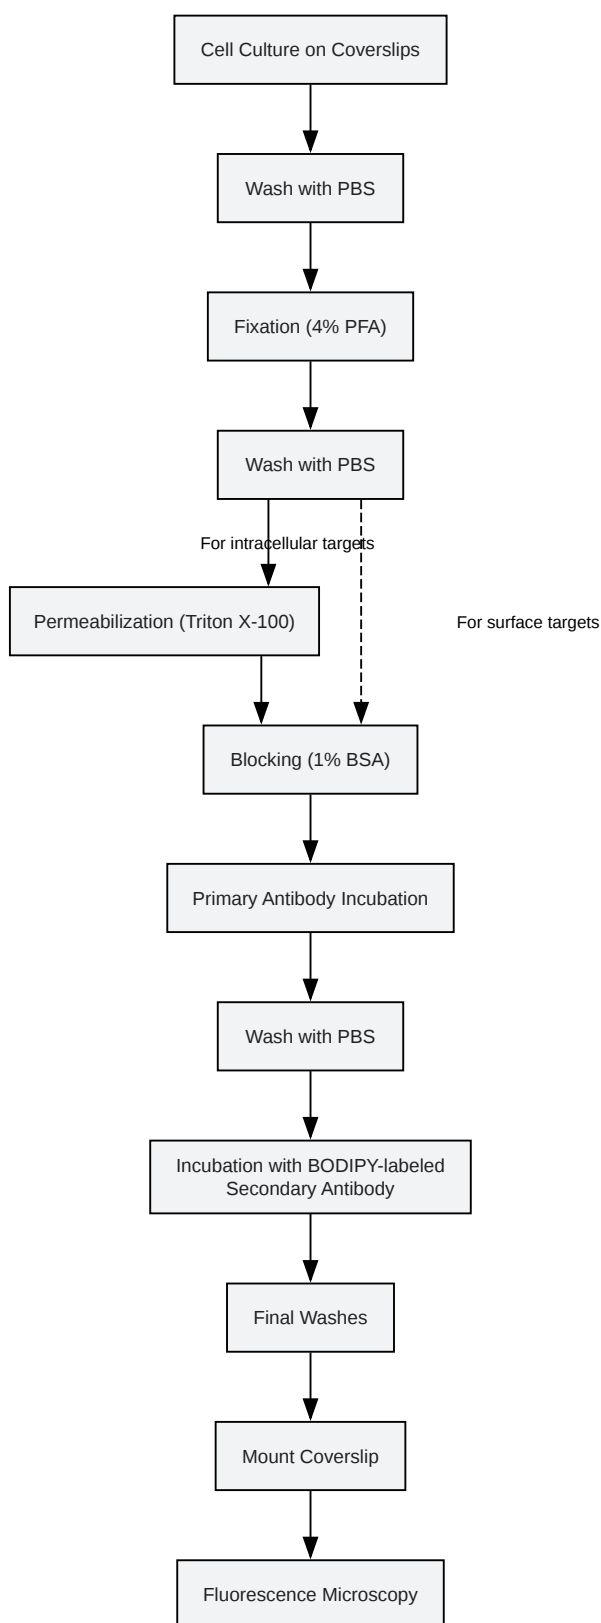 Cell Culture on Coverslips
Wash with PBS
Fixation (4% PFA)
Wash with PBS
For intracellular targets
Permeabilization (Triton X-100)
For surface targets
Blocking (1% BSA)
Primary Antibody Incubation
Wash with PBS
Incubation with BODIPY-labeled
Secondary Antibody
Final Washes
Mount Coverslip
Fluorescence Microscopy